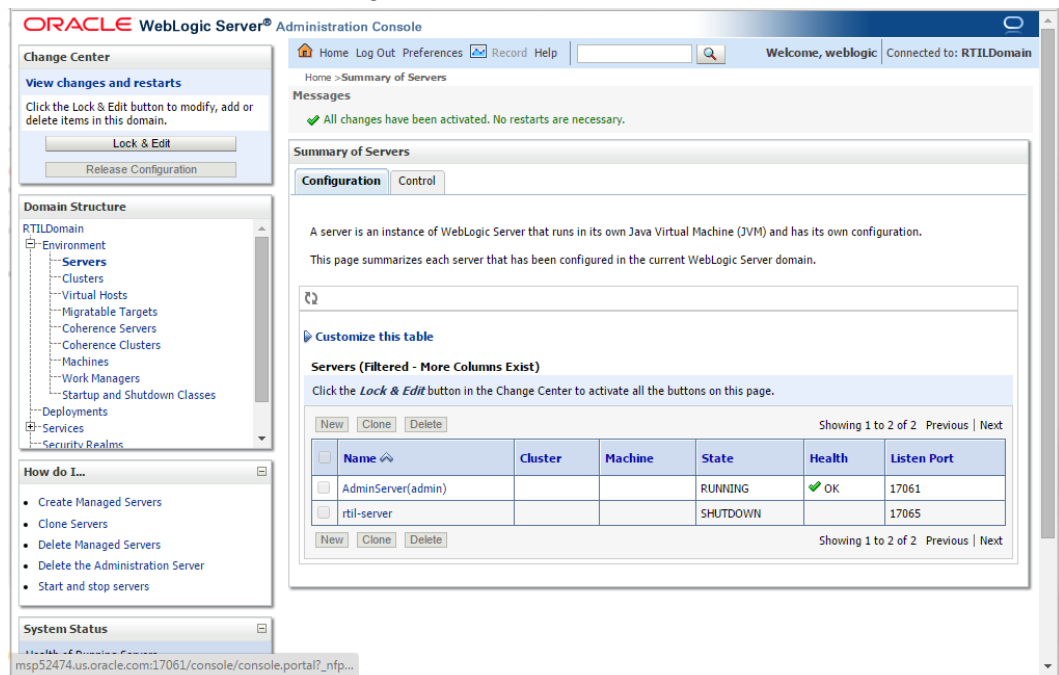 ORACLE WebLogic Server® Administration Console
Change Center
View changes and restarts
Click the Lock & Edit button to modify, add or
delete items in this domain.
Lock & Edit
Release Configuration
Domain Structure
RTILDomain
Environment
Servers
Clusters
Virtual Hosts
Migratable Targets
Coherence Servers
Coherence Clusters
Machines
Work Managers
Startup and Shutdown Classes
Deployments
Services
Security Realms
How do I...
Create Managed Servers
Clone Servers
Delete Managed Servers
Delete the Administration Server
Start and stop servers
System Status
Health of Running Servers
msp52474.us.oracle.com:17061/console/console.portal?_nfp...
Home Log Out Preferences Record Help
Welcome, weblogic Connected to: RTILDomain
Home >Summary of Servers
Messages
All changes have been activated. No restarts are necessary.
Summary of Servers
Configuration Control
A server is an instance of WebLogic Server that runs in its own Java Virtual Machine (JVM) and has its own configuration.
This page summarizes each server that has been configured in the current WebLogic Server domain.
Customize this table
Servers (Filtered - More Columns Exist)
Click the Lock & Edit button in the Change Center to activate all the buttons on this page.
New Clone Delete Showing 1 to 2 of 2 Previous | Next
Name Cluster Machine State Health Listen Port
AdminServer(admin) RUNNING OK 17061
rtil-server SHUTDOWN 17065
New Clone Delete Showing 1 to 2 of 2 Previous | Next